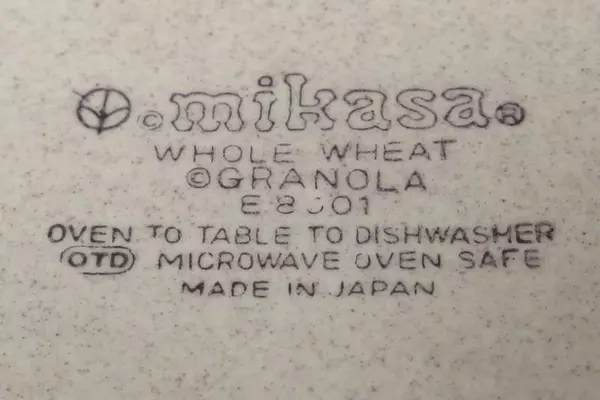 © mikasa ®
WHOLE WHEAT
© GRANOLA
OVEN TO TABLE TO DISHWASHER
OTD MICROWAVE OVEN SAFE
MADE IN JAPAN